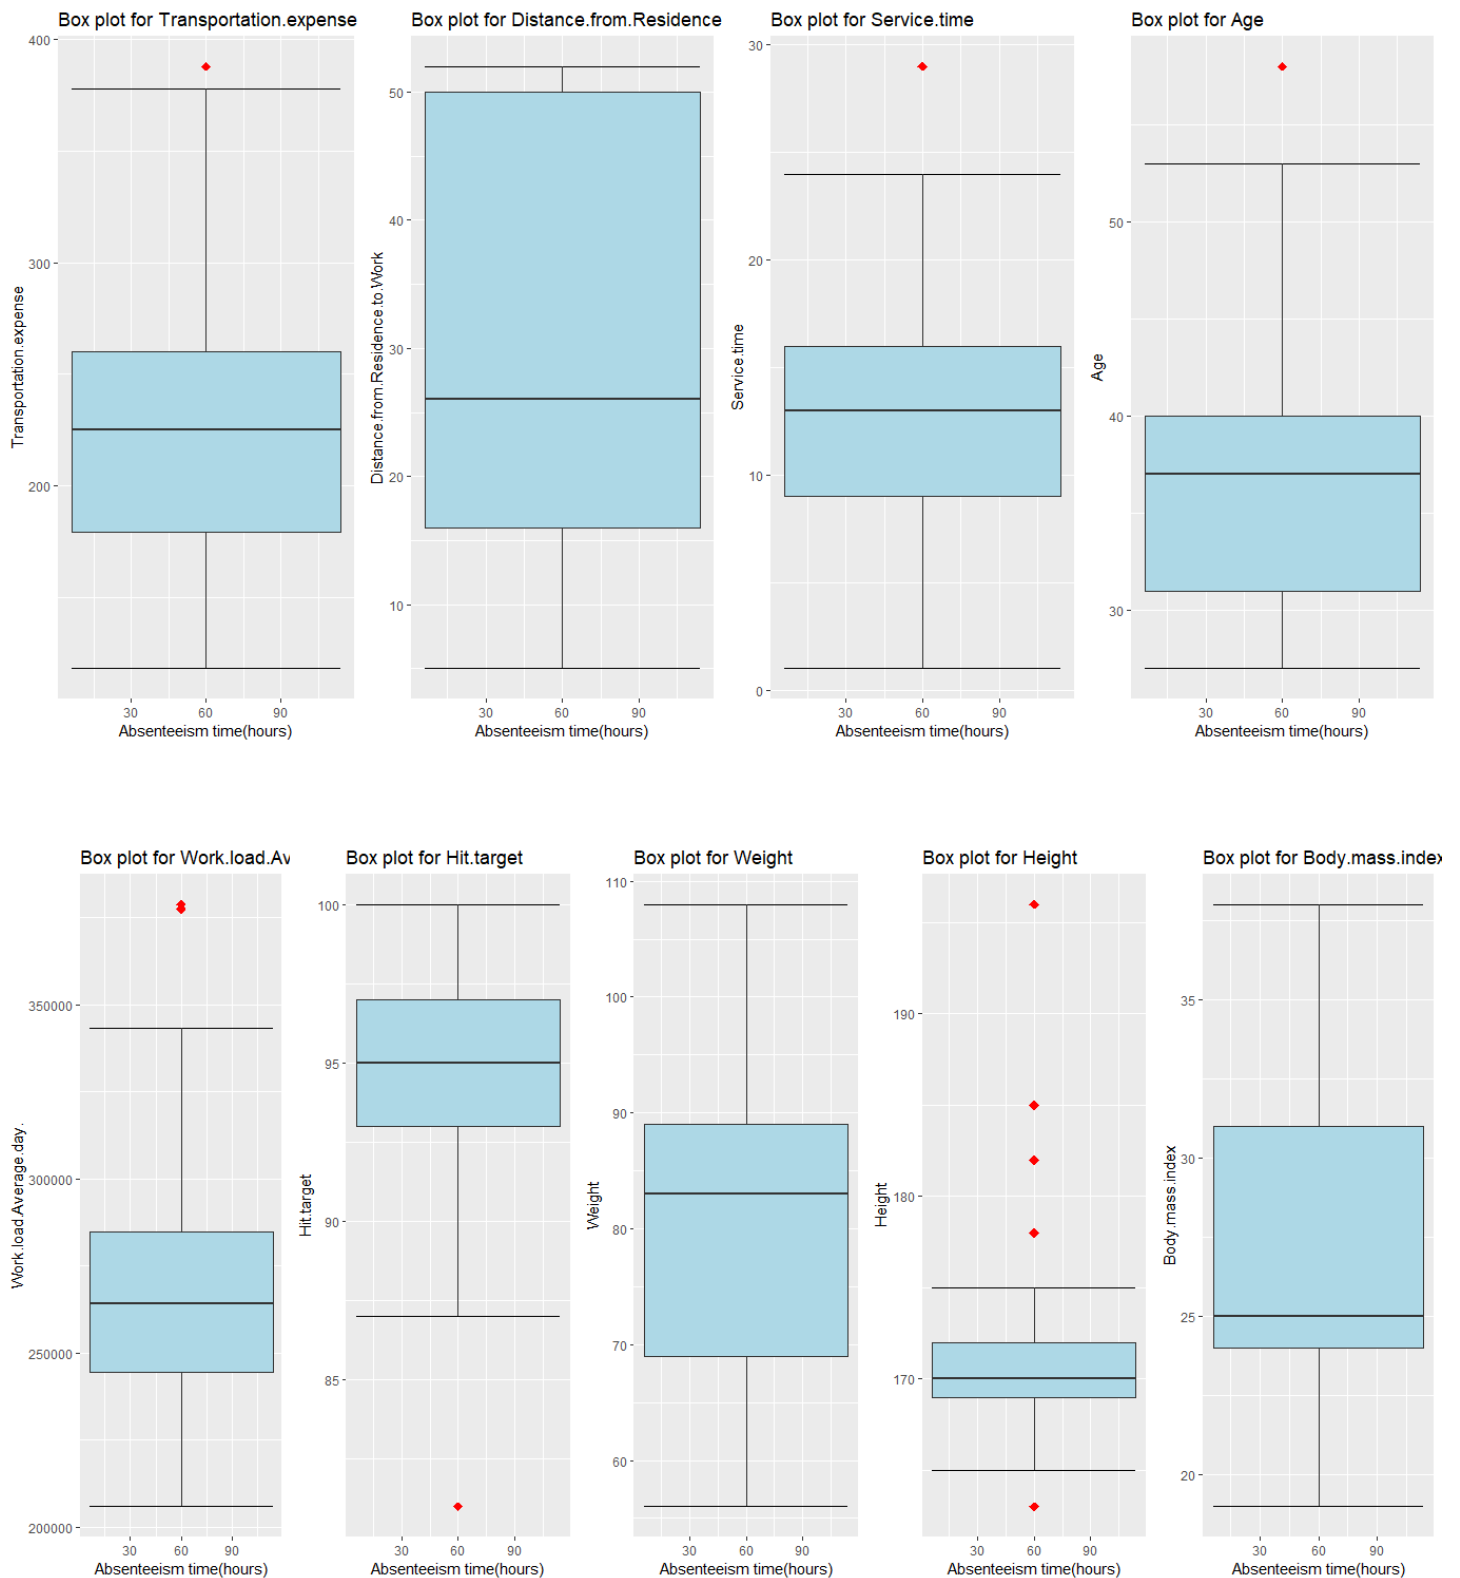 Box plot for Transportation.expense
400
300
200
Transportation.expense
30 60 90
Absenteeism time(hours)
Box plot for Distance.from.Residence
50
40
30
20
10
Distance.from.Residence.to.Work
30 60 90
Absenteeism time(hours)
Box plot for Service.time
30
20
10
0
Service.time
30 60 90
Absenteeism time(hours)
Box plot for Age
50
40
30
Age
30 60 90
Absenteeism time(hours)
Box plot for Work.load.Av
350000
300000
250000
200000
Work.load.Average.day.
30 60 90
Absenteeism time(hours)
Box plot for Hit.target
100
95
90
85
Hit.target
30 60 90
Absenteeism time(hours)
Box plot for Weight
110
100
90
80
70
60
Weight
30 60 90
Absenteeism time(hours)
Box plot for Height
190
180
170
Height
30 60 90
Absenteeism time(hours)
Box plot for Body.mass.index
35
30
25
20
Body.mass.index
30 60 90
Absenteeism time(hours)